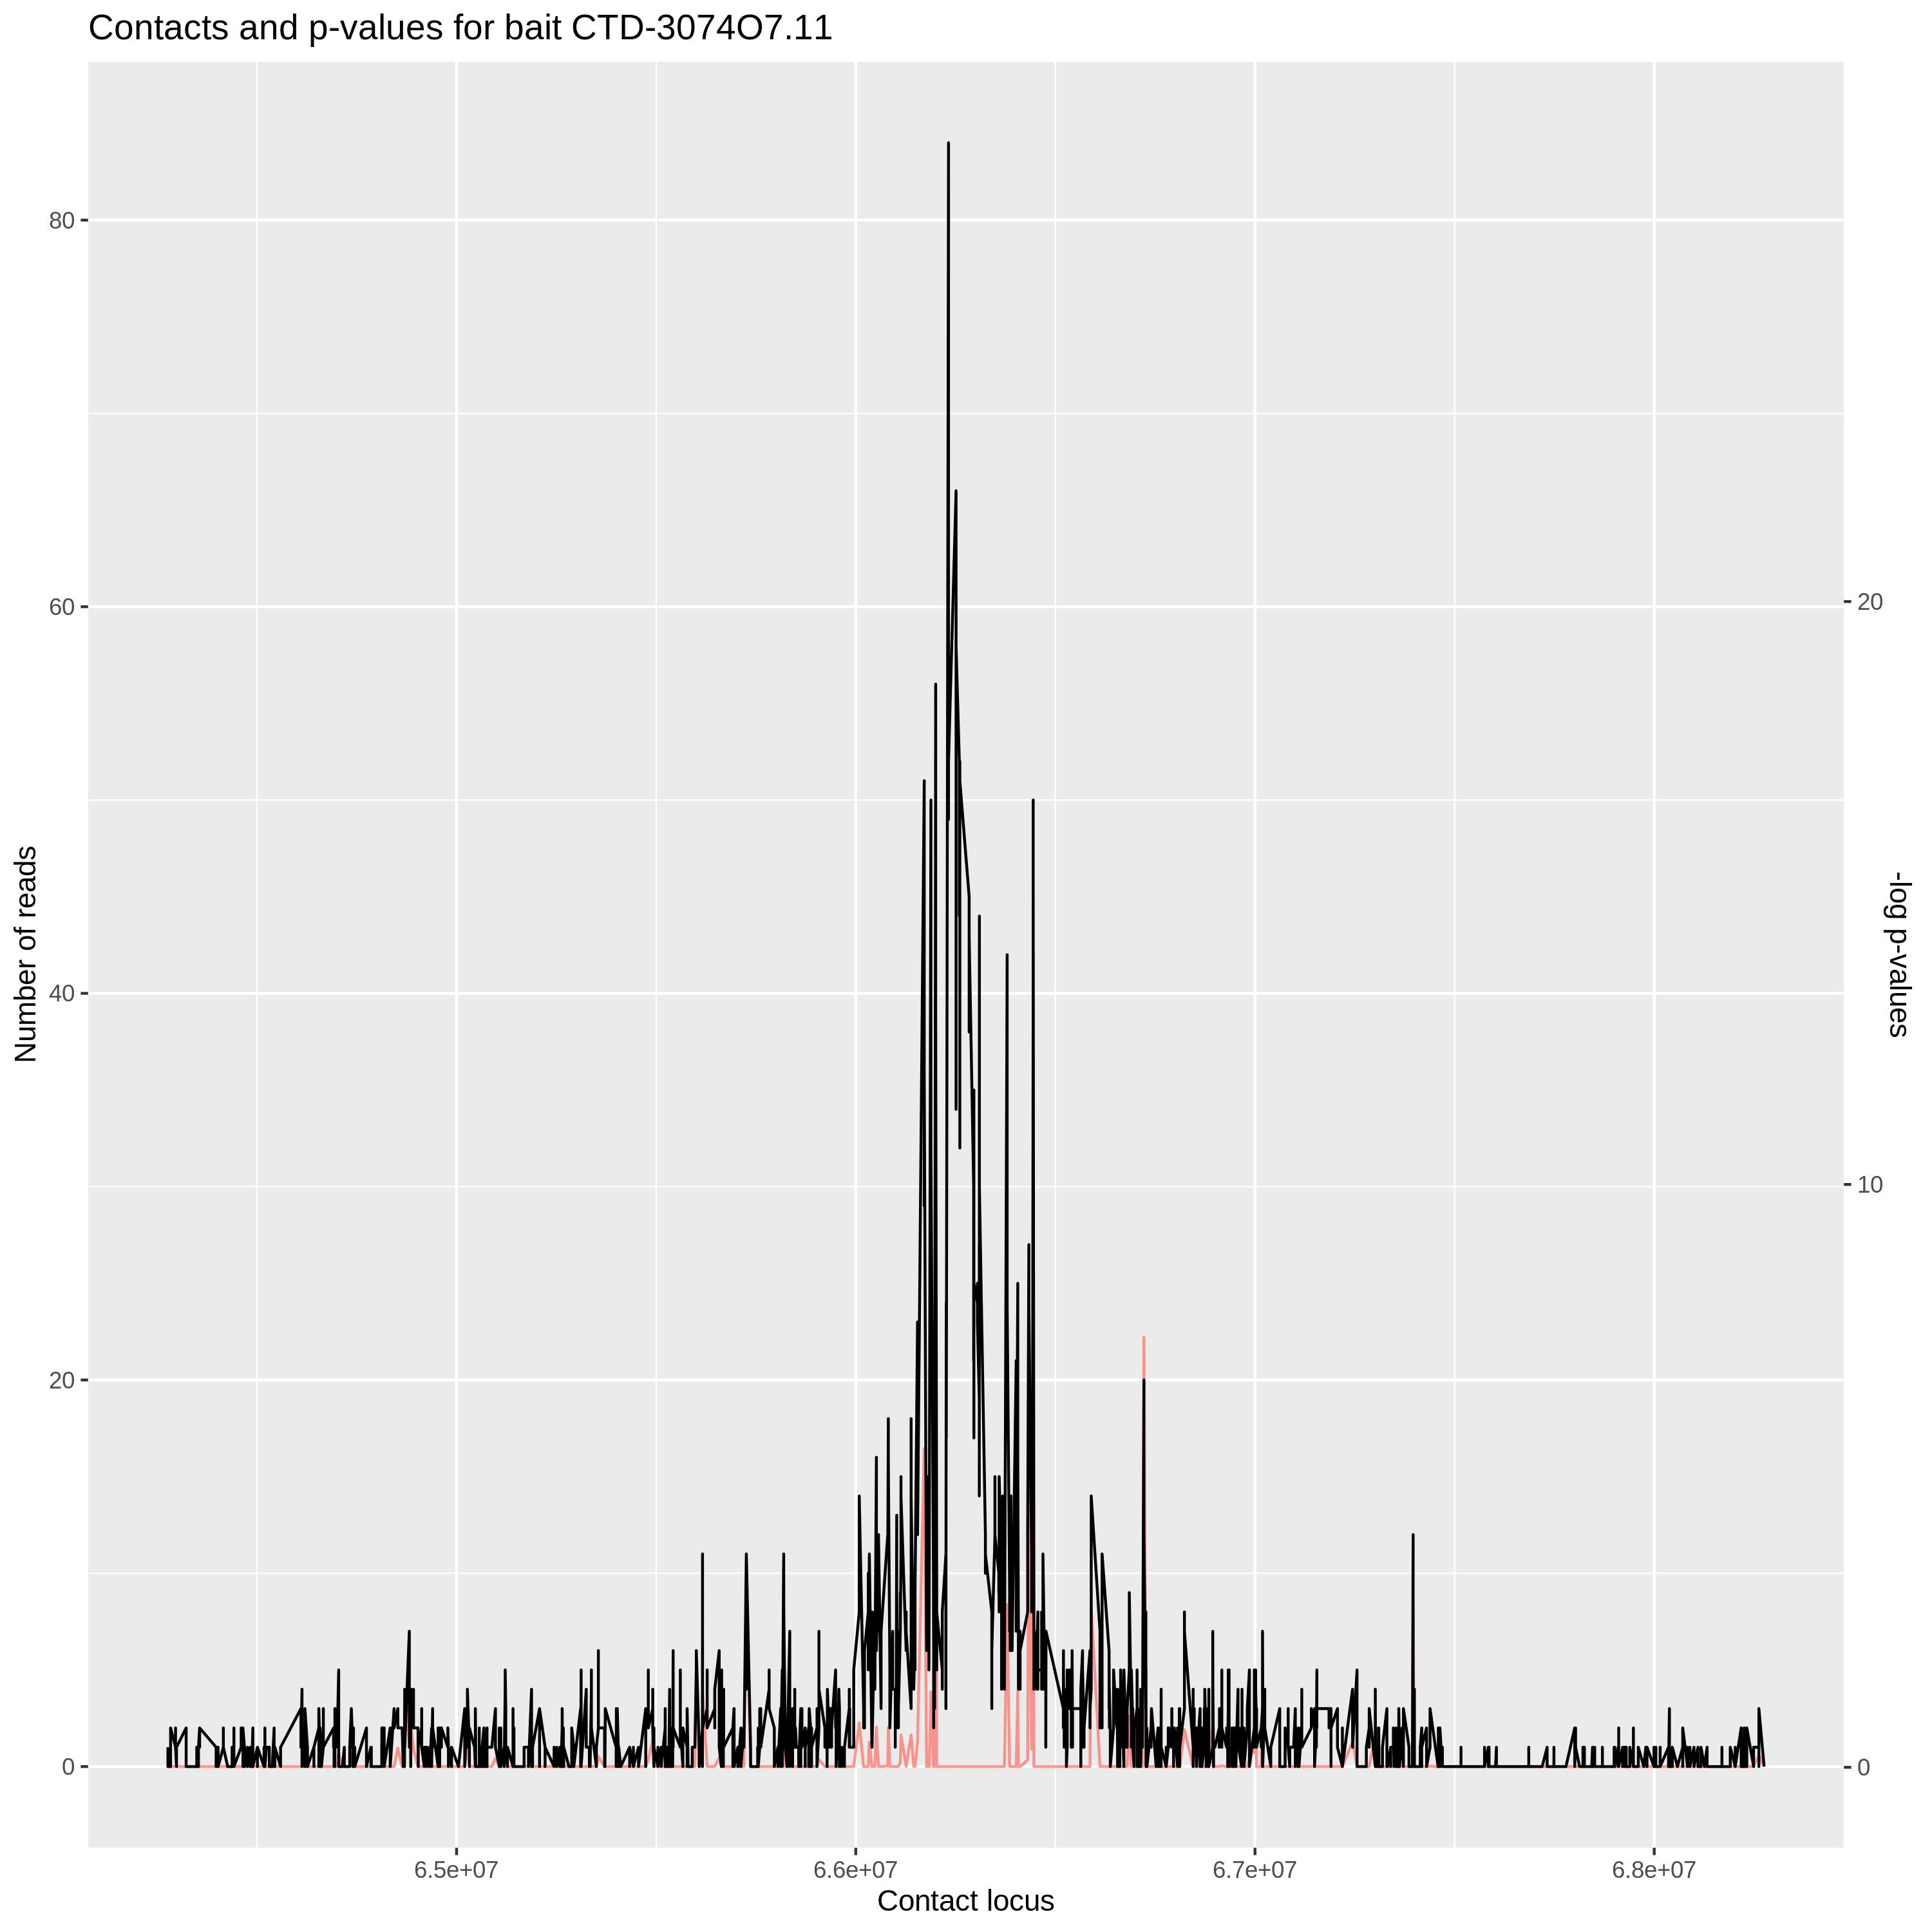 Contacts and p-values for bait CTD-3074O7.11
80
60
40
20
0
Number of reads
20
10
0
-log p-values
6.5e+07 6.6e+07 6.7e+07 6.8e+07
Contact locus